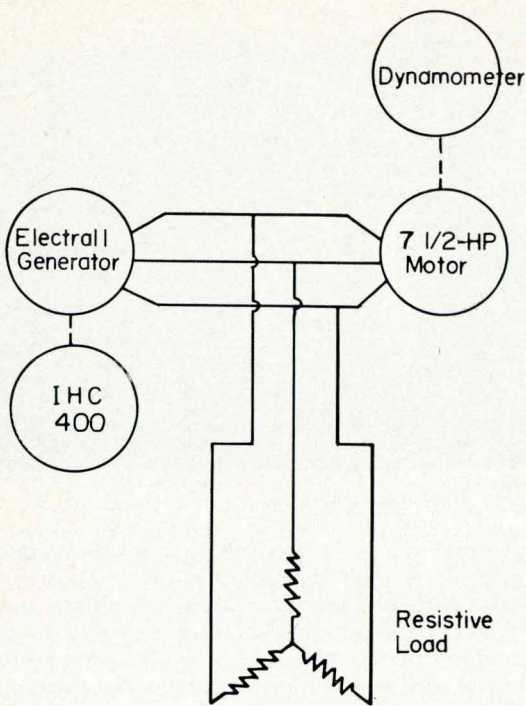 Dynamometer
Electrall
Generator
7 1/2-HP
Motor
IHC
400
Resistive
Load